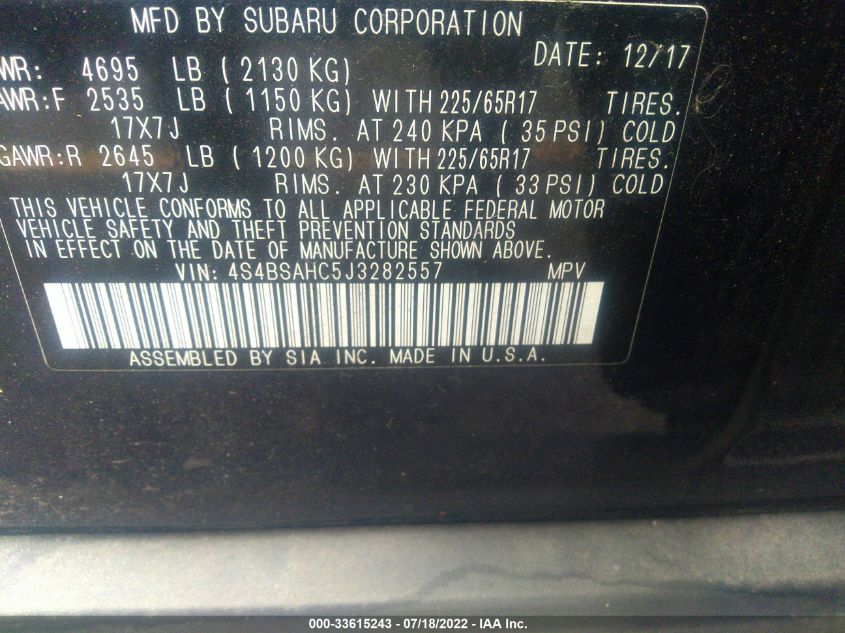 MFD BY SUBARU CORPORATION
DATE: 12/17
WR: 4695 LB ( 2130 KG)
AWR:F 2535 LB ( 1150 KG) WITH 225/65R17 TIRES.
17X7J RIMS. AT 240 KPA ( 35 PSI) COLD
GAWR:R 2645 LB ( 1200 KG) WITH 225/65R17 TIRES.
17X7J RIMS. AT 230 KPA ( 33 PSI) COLD
THIS VEHICLE CONFORMS TO ALL APPLICABLE FEDERAL MOTOR
VEHICLE SAFETY AND THEFT PREVENTION STANDARDS
IN EFFECT ON THE DATE OF MANUFACTURE SHOWN ABOVE.
VIN: 4S4BSAHC5J3282557 MPV
ASSEMBLED BY SIA INC. MADE IN U.S.A.
000-33615243 - 07/18/2022 - IAA Inc.